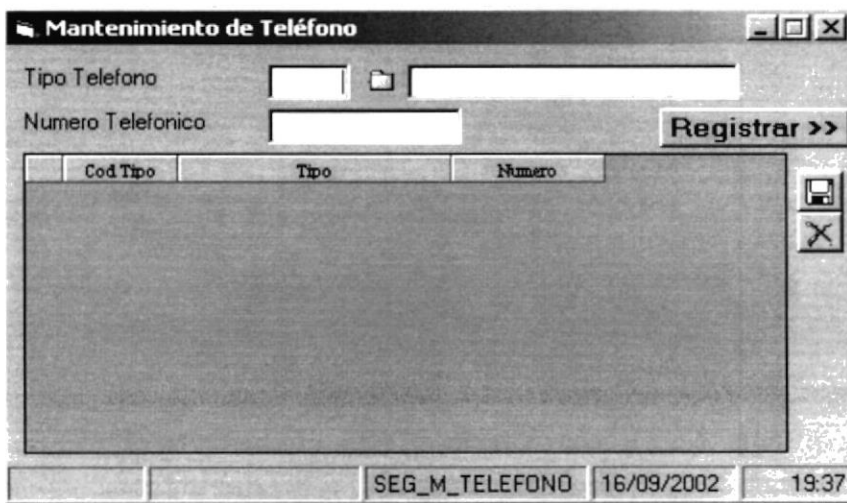 Mantenimiento de Teléfono
Tipo Telefono
Numero Telefonico
Registrar >>
Cod Tipo Tipo Numero
SEG_M_TELEFONO 16/09/2002 19:37